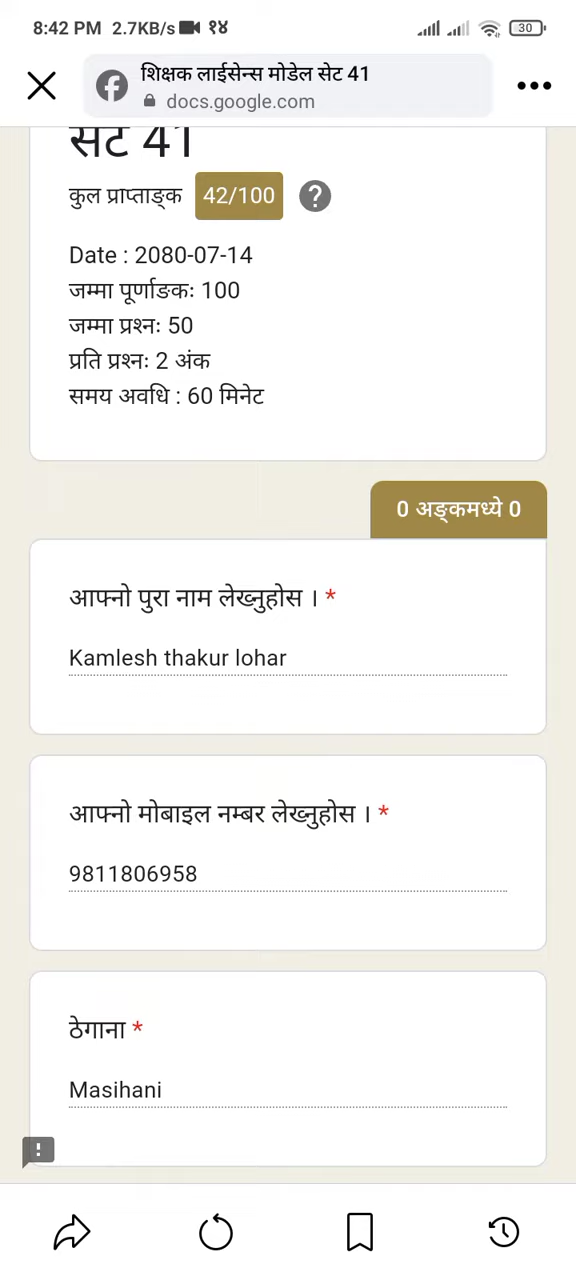 8:42 PM 2.7KB/s १४ 30
शिक्षक लाईसेन्स मोडेल सेट 41
docs.google.com
सेट 41
कुल प्राप्ताङ्क 42/100 ?
Date : 2080-07-14
जम्मा पूर्णाङकः 100
जम्मा प्रश्नः 50
प्रति प्रश्नः 2 अंक
समय अवधि : 60 मिनेट
0 अङ्कमध्ये 0
आफ्नो पुरा नाम लेख्नुहोस । *
Kamlesh thakur lohar
आफ्नो मोबाइल नम्बर लेख्नुहोस । *
9811806958
ठेगाना *
Masihani